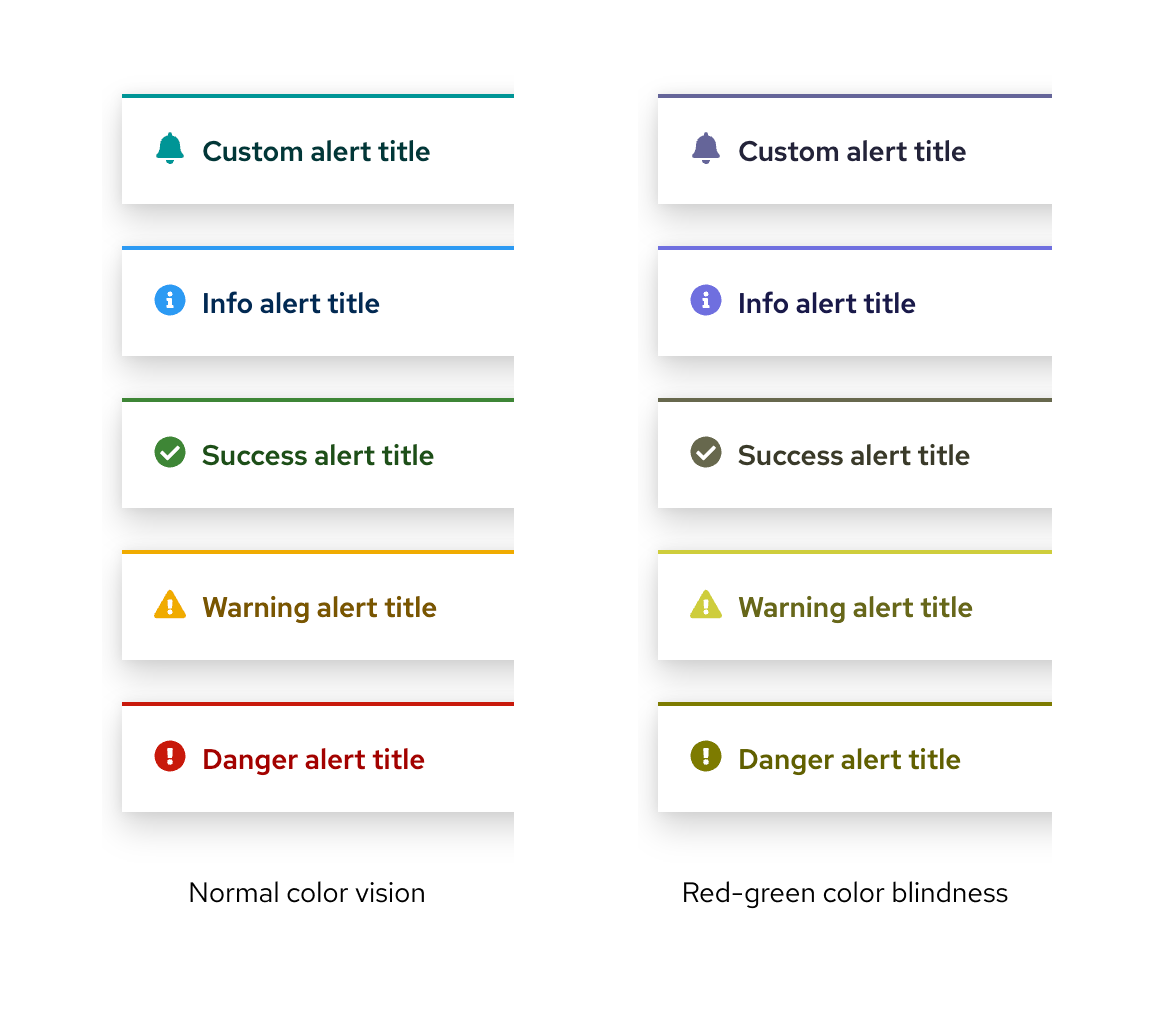 Custom alert title
Info alert title
Success alert title
Warning alert title
Danger alert title
Normal color vision
Custom alert title
Info alert title
Success alert title
Warning alert title
Danger alert title
Red-green color blindness